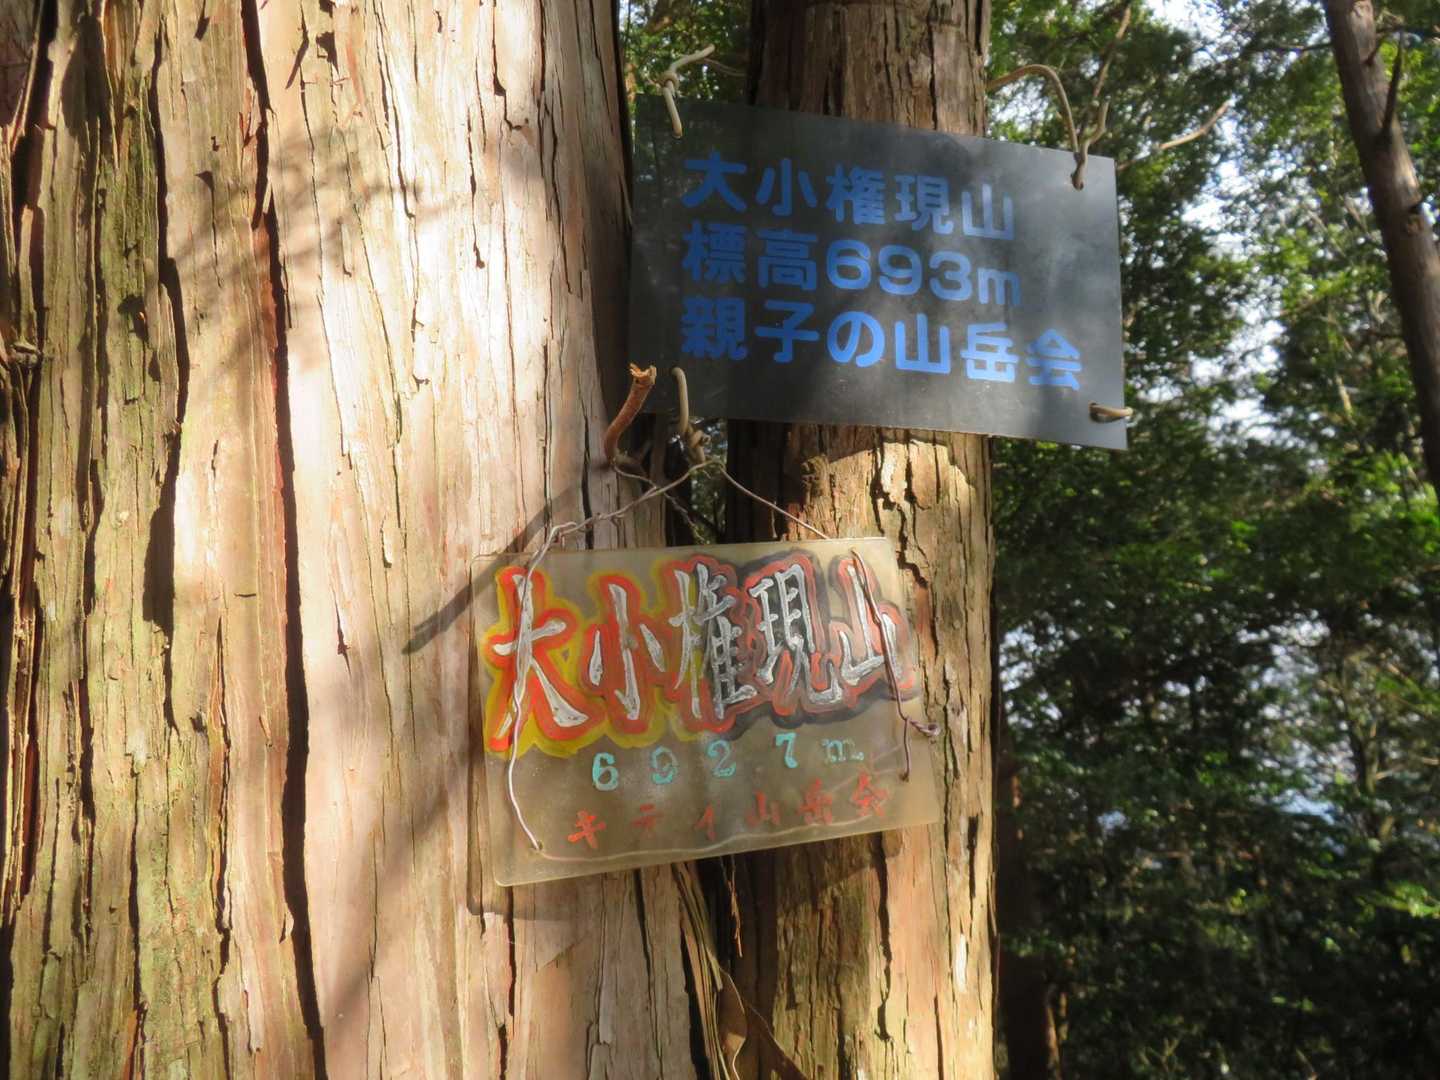 大小権現山
標高693m
親子の山岳会
大小権現山
692 7m
キティ山岳会